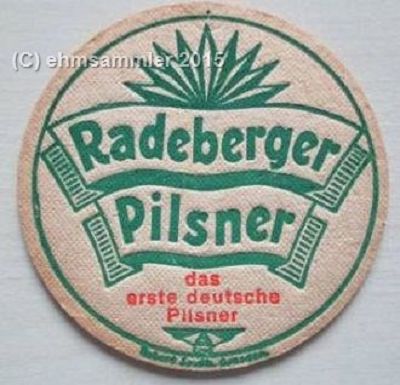 (C) ehmsammler 2015
Radeberger
Pilsner
das
erste deutsche
Pilsner